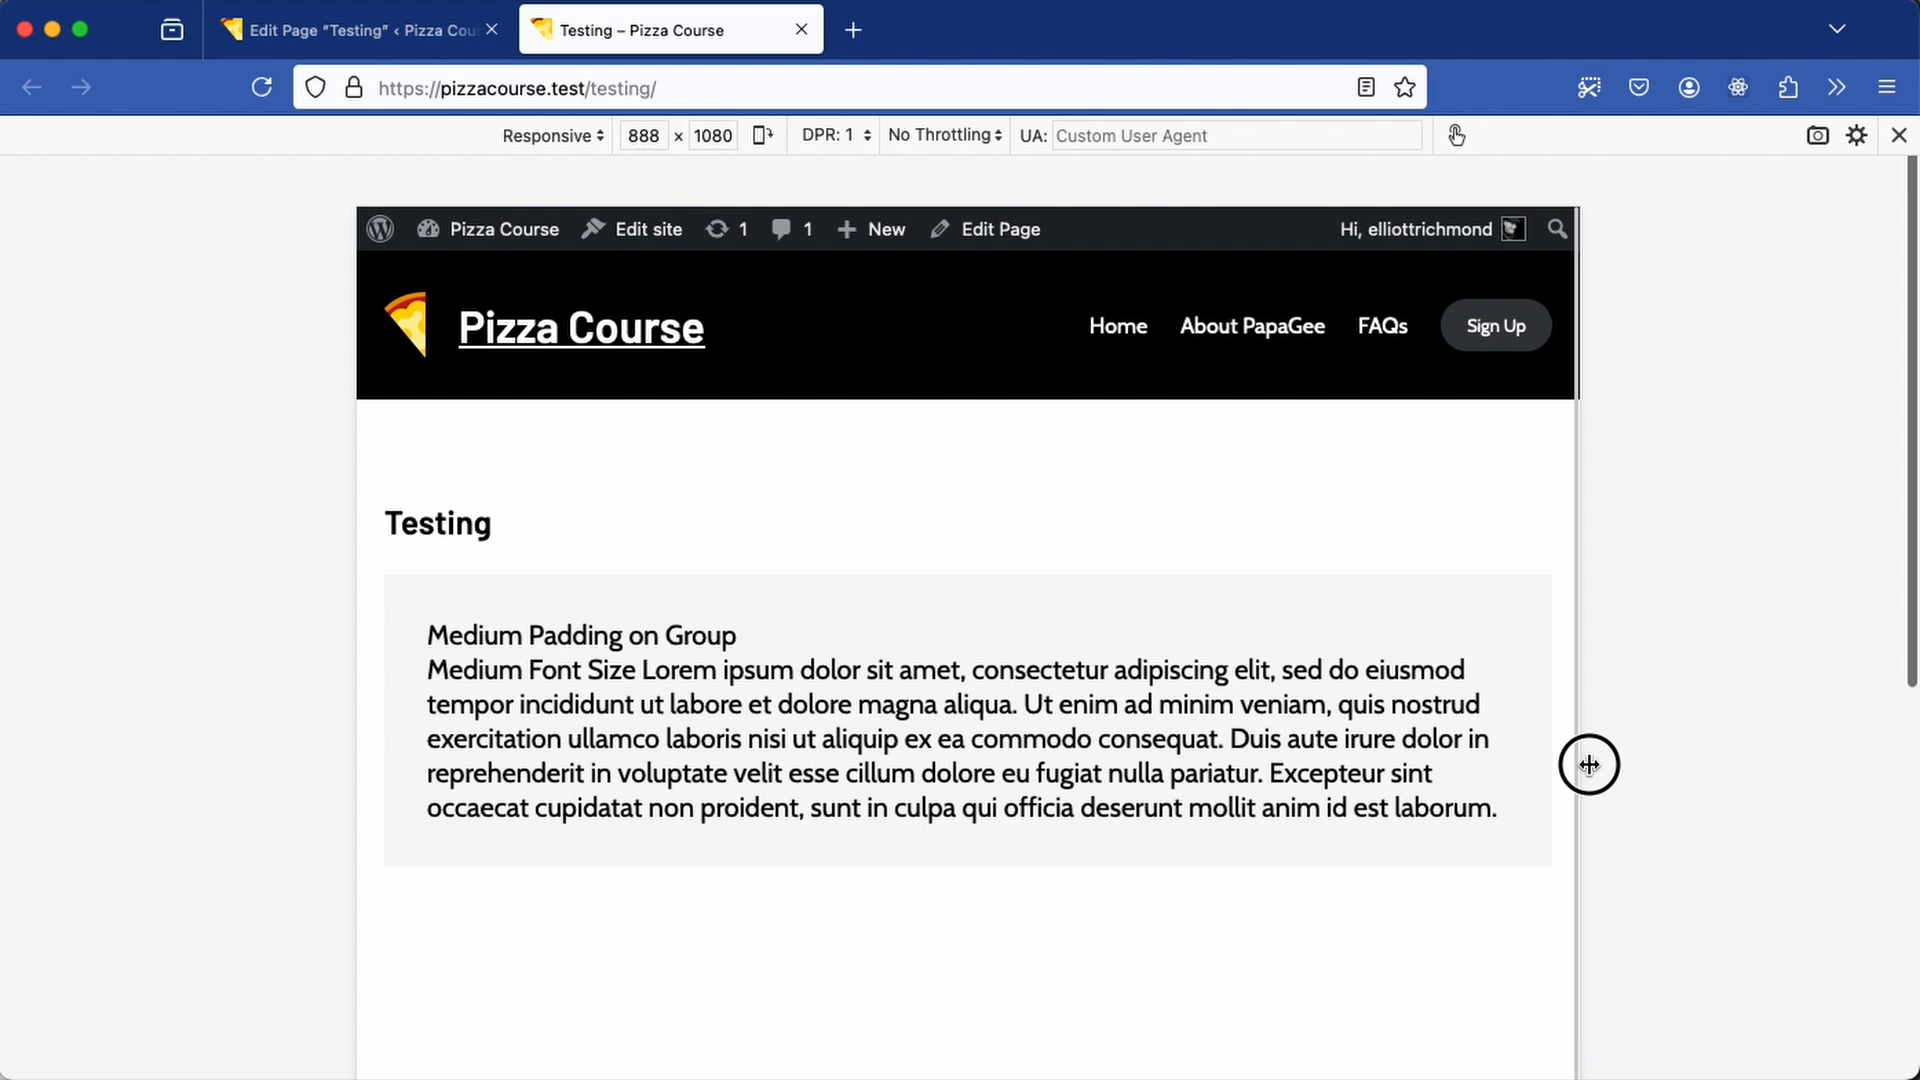 Edit Page "Testing" ‹ Pizza Cou
Testing – Pizza Course
https://pizzacourse.test/testing/
Responsive 888 x 1080 DPR: 1 No Throttling UA: Custom User Agent
Pizza Course Edit site 1 1 New Edit Page Hi, elliottrichmond
Pizza Course
Home About PapaGee FAQs Sign Up
Testing
Medium Padding on Group
Medium Font Size Lorem ipsum dolor sit amet, consectetur adipiscing elit, sed do eiusmod
tempor incididunt ut labore et dolore magna aliqua. Ut enim ad minim veniam, quis nostrud
exercitation ullamco laboris nisi ut aliquip ex ea commodo consequat. Duis aute irure dolor in
reprehenderit in voluptate velit esse cillum dolore eu fugiat nulla pariatur. Excepteur sint
occaecat cupidatat non proident, sunt in culpa qui officia deserunt mollit anim id est laborum.